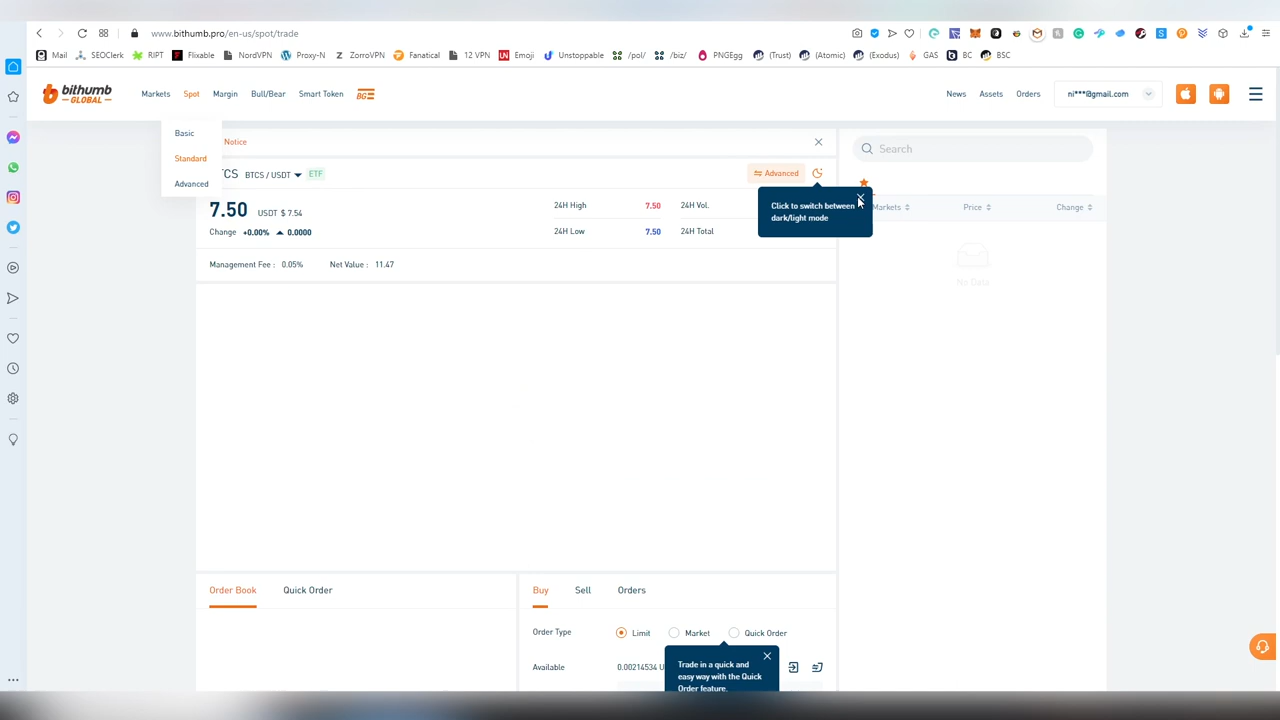 www.bithumb.pro/en-us/spot/trade
Mail SEOClerk RIPT Flixable NordVPN Proxy-N ZorroVPN Fanatical 12 VPN Emoji Unstoppable /pol/ /biz/ PNGEgg (Trust) (Atomic) (Exodus) GAS BC BSC
bithumb
GLOBAL
Markets Spot Margin Bull/Bear Smart Token BG
News Assets Orders ni***@gmail.com
Basic
Standard
Advanced
Notice
TCS BTCS / USDT ETF
Advanced
Search
Click to switch between
dark/light mode
7.50 USDT $ 7.54
24H High 7.50 24H Vol.
Markets Price Change
Change +0.00% 0.0000
24H Low 7.50 24H Total
Management Fee : 0.05% Net Value : 11.47
No Data
Order Book Quick Order
Buy Sell Orders
Order Type Limit Market Quick Order
Available 0.00214534 U
Trade in a quick and
easy way with the Quick
Order feature.